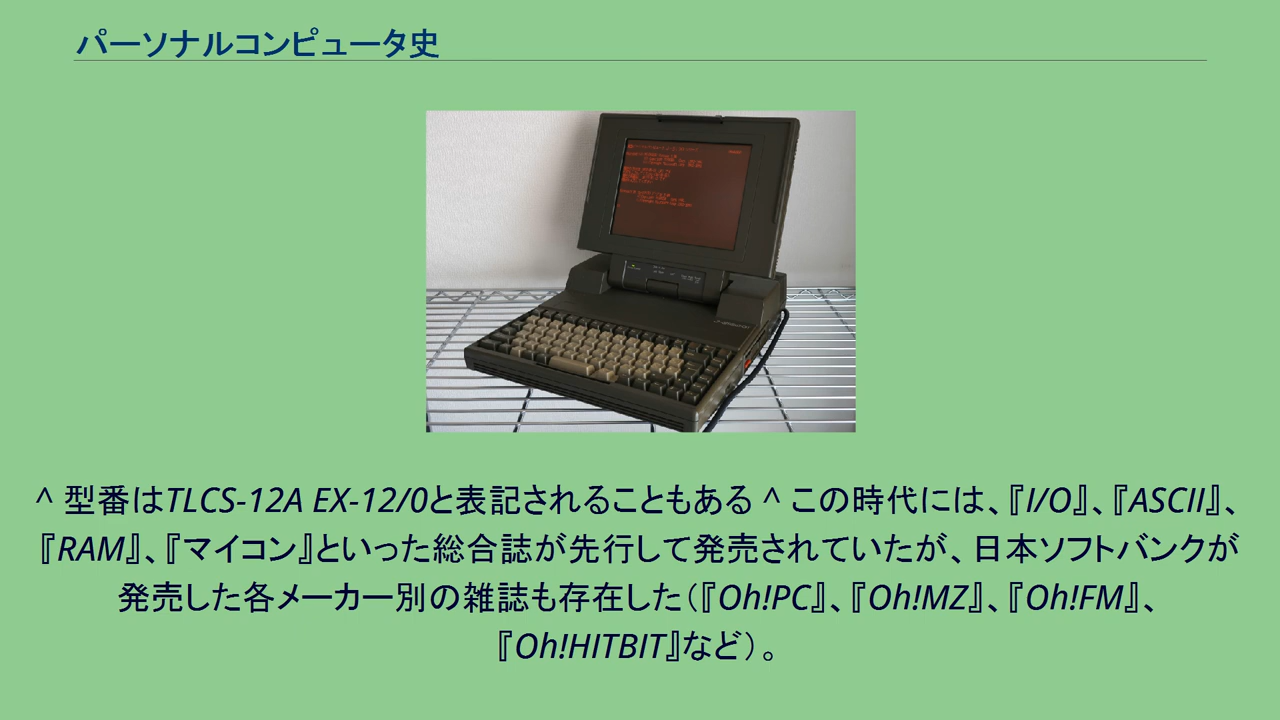 パーソナルコンピュータ史
^ 型番はTLCS-12A EX-12/0と表記されることもある ^ この時代には、『I/O』、『ASCII』、
『RAM』、『マイコン』といった総合誌が先行して発売されていたが、日本ソフトバンクが
発売した各メーカー別の雑誌も存在した（『Oh!PC』、『Oh!MZ』、『Oh!FM』、
『Oh!HITBIT』など）。